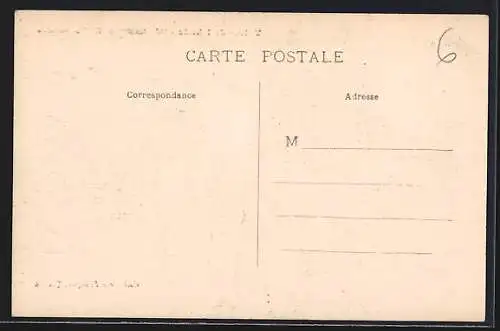 CARTE POSTALE
6
Correspondance
Adresse
M